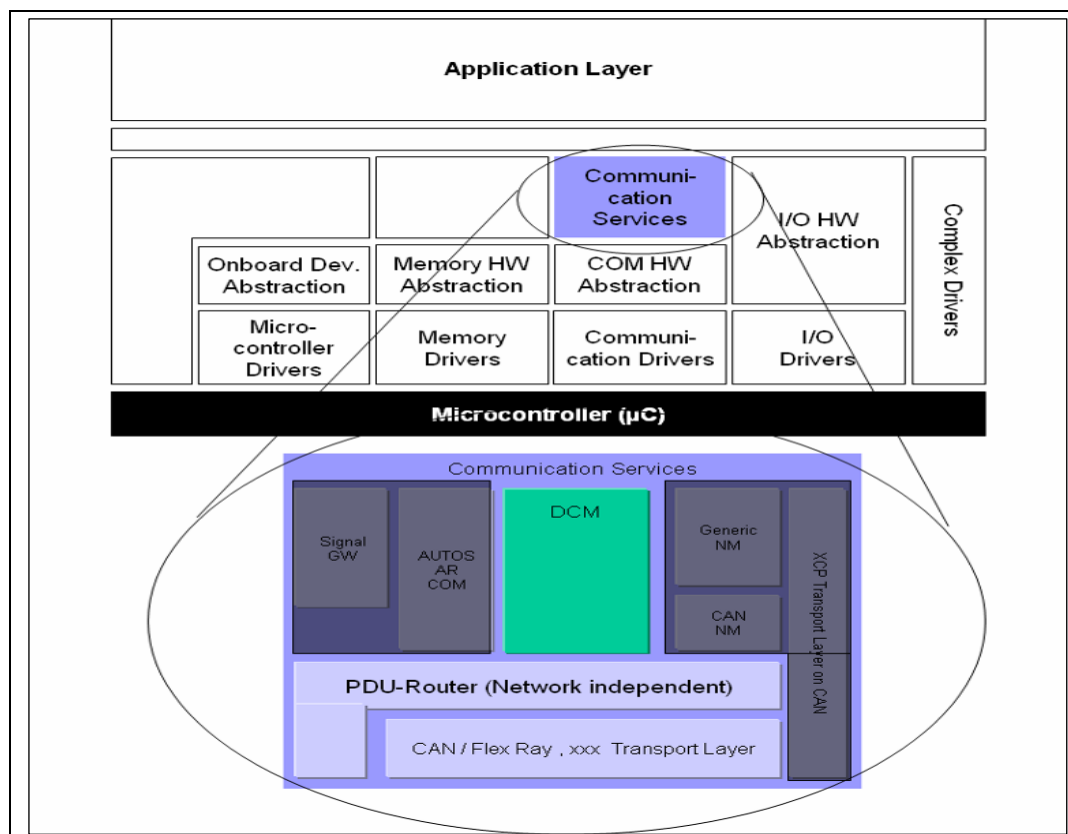 Application Layer
Communi-
cation
Services
I/O HW
Abstraction
Complex Drivers
Onboard Dev.
Abstraction
Memory HW
Abstraction
COM HW
Abstraction
Micro-
controller
Drivers
Memory
Drivers
Communi-
cation Drivers
I/O
Drivers
Microcontroller (µC)
Communication Services
Signal
GW
AUTOS
AR
COM
DCM
Generic
NM
CAN
NM
XCP Transport Layer on CAN
PDU-Router (Network independent)
CAN / Flex Ray , xxx Transport Layer